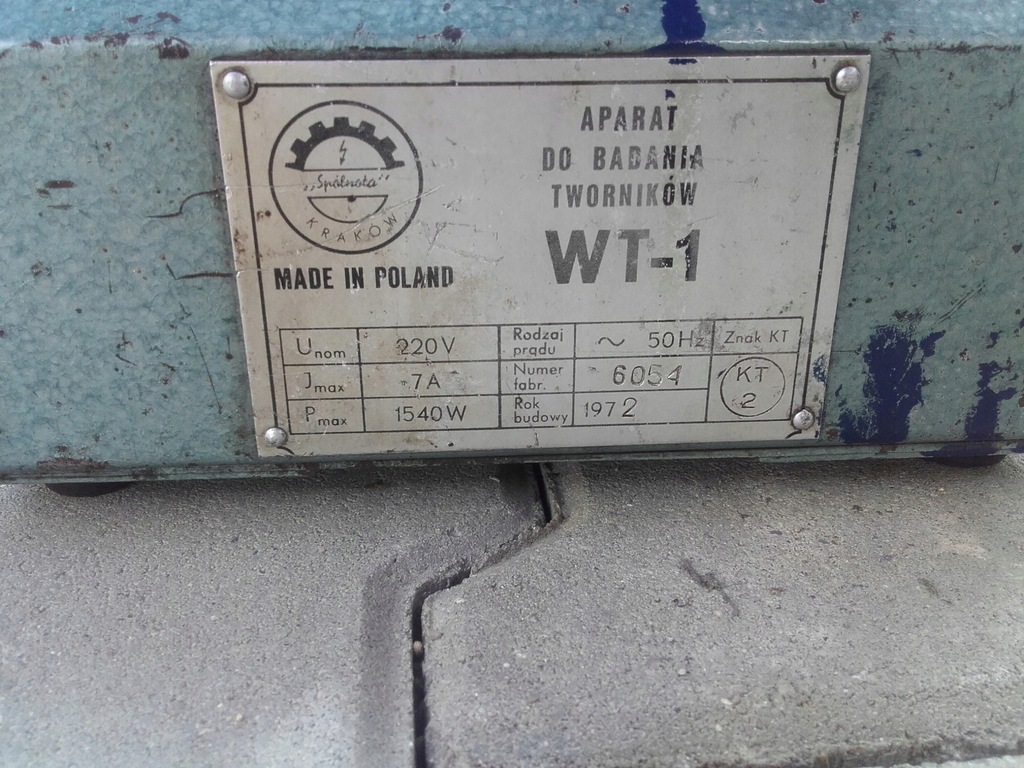 „Spólnota”
KRAKÓW
MADE IN POLAND
APARAT
DO BADANIA
TWORNIKÓW
WT-1
Unom 220V Rodzaj prądu ~ 50Hz Znak KT
Jmax 7A Numer fabr. 6054 KT 2
Pmax 1540W Rok budowy 1972